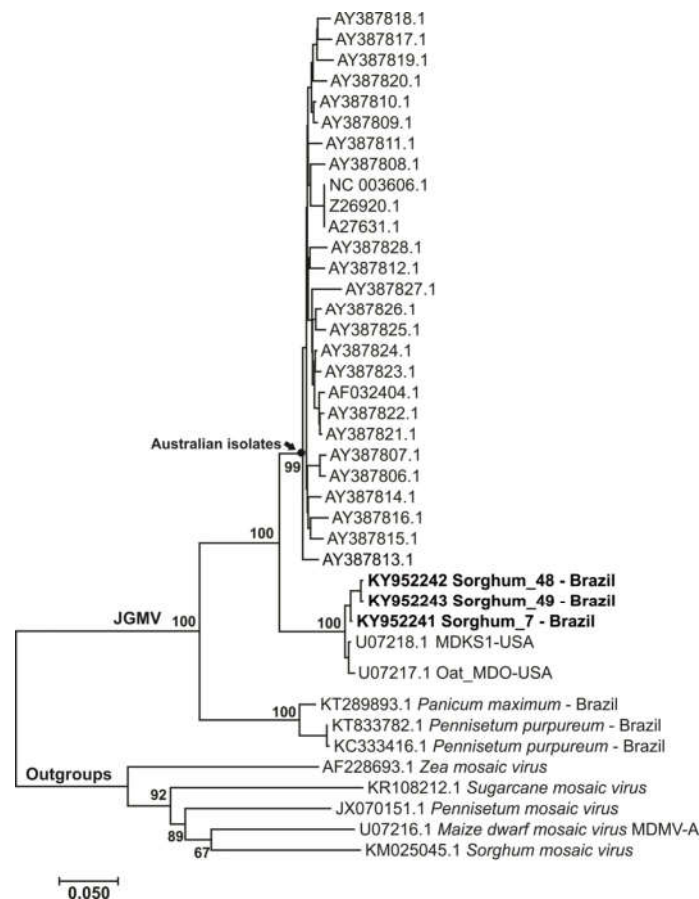 AY387818.1
AY387817.1
AY387819.1
AY387820.1
AY387810.1
AY387809.1
AY387811.1
AY387808.1
NC 003606.1
Z26920.1
A27631.1
AY387828.1
AY387812.1
AY387827.1
AY387826.1
AY387825.1
AY387824.1
AY387823.1
AF032404.1
AY387822.1
AY387821.1
Australian isolates
99
AY387807.1
AY387806.1
AY387814.1
AY387816.1
AY387815.1
100
AY387813.1
KY952242 Sorghum_48 - Brazil
KY952243 Sorghum_49 - Brazil
JGMV
100
100
KY952241 Sorghum_7 - Brazil
U07218.1 MDKS1-USA
U07217.1 Oat_MDO-USA
100
KT289893.1 Panicum maximum - Brazil
KT833782.1 Pennisetum purpureum - Brazil
KC333416.1 Pennisetum purpureum - Brazil
Outgroups
AF228693.1 Zea mosaic virus
92
KR108212.1 Sugarcane mosaic virus
JX070151.1 Pennisetum mosaic virus
89
U07216.1 Maize dwarf mosaic virus MDMV-A
67
KM025045.1 Sorghum mosaic virus
0.050